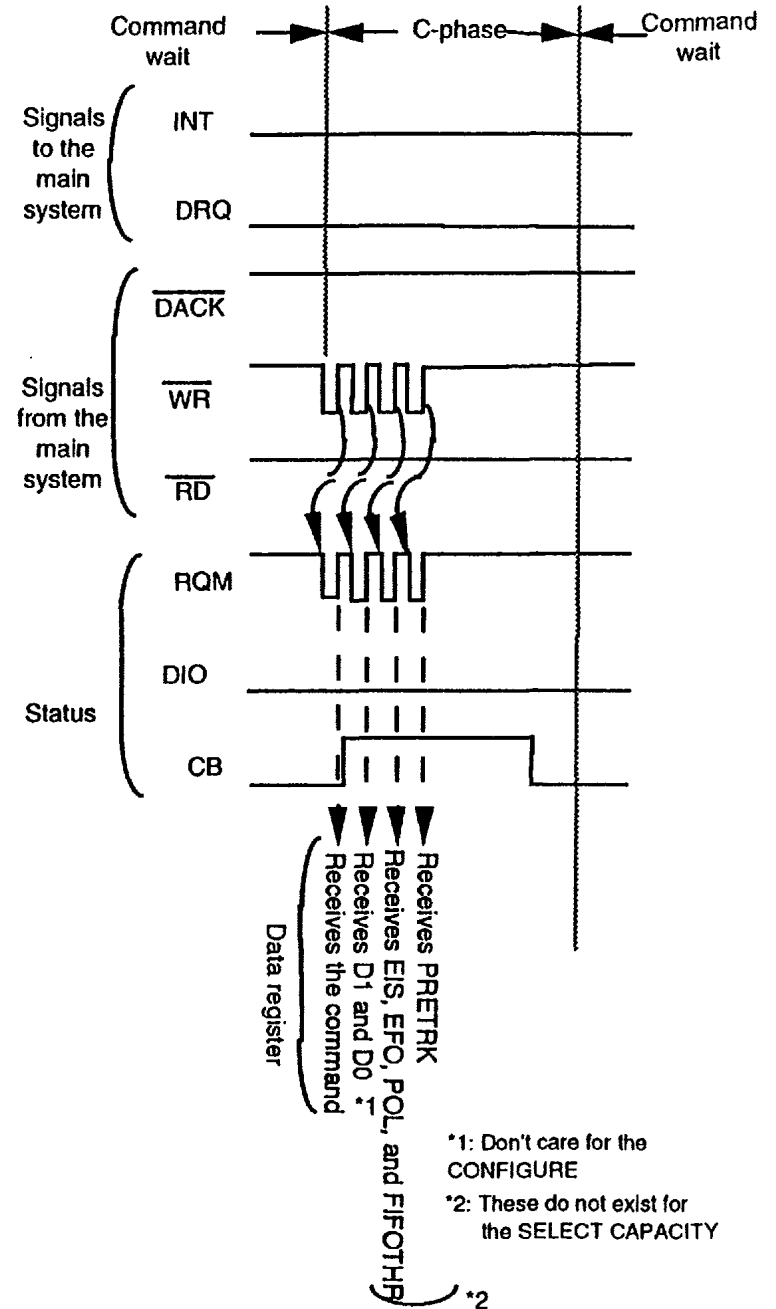 Command
wait
C-phase
Command
wait
Signals
to the
main
system
INT
DRQ
Signals
from the
main
system
DACK
WR
RD
Status
RQM
DIO
CB
Data register
Receives the command
Receives D1 and D0 *1
Receives EIS, EFO, POL, and FIFOTHR
Receives PRETRK
*2
*1: Don't care for the
CONFIGURE
*2: These do not exist for
the SELECT CAPACITY